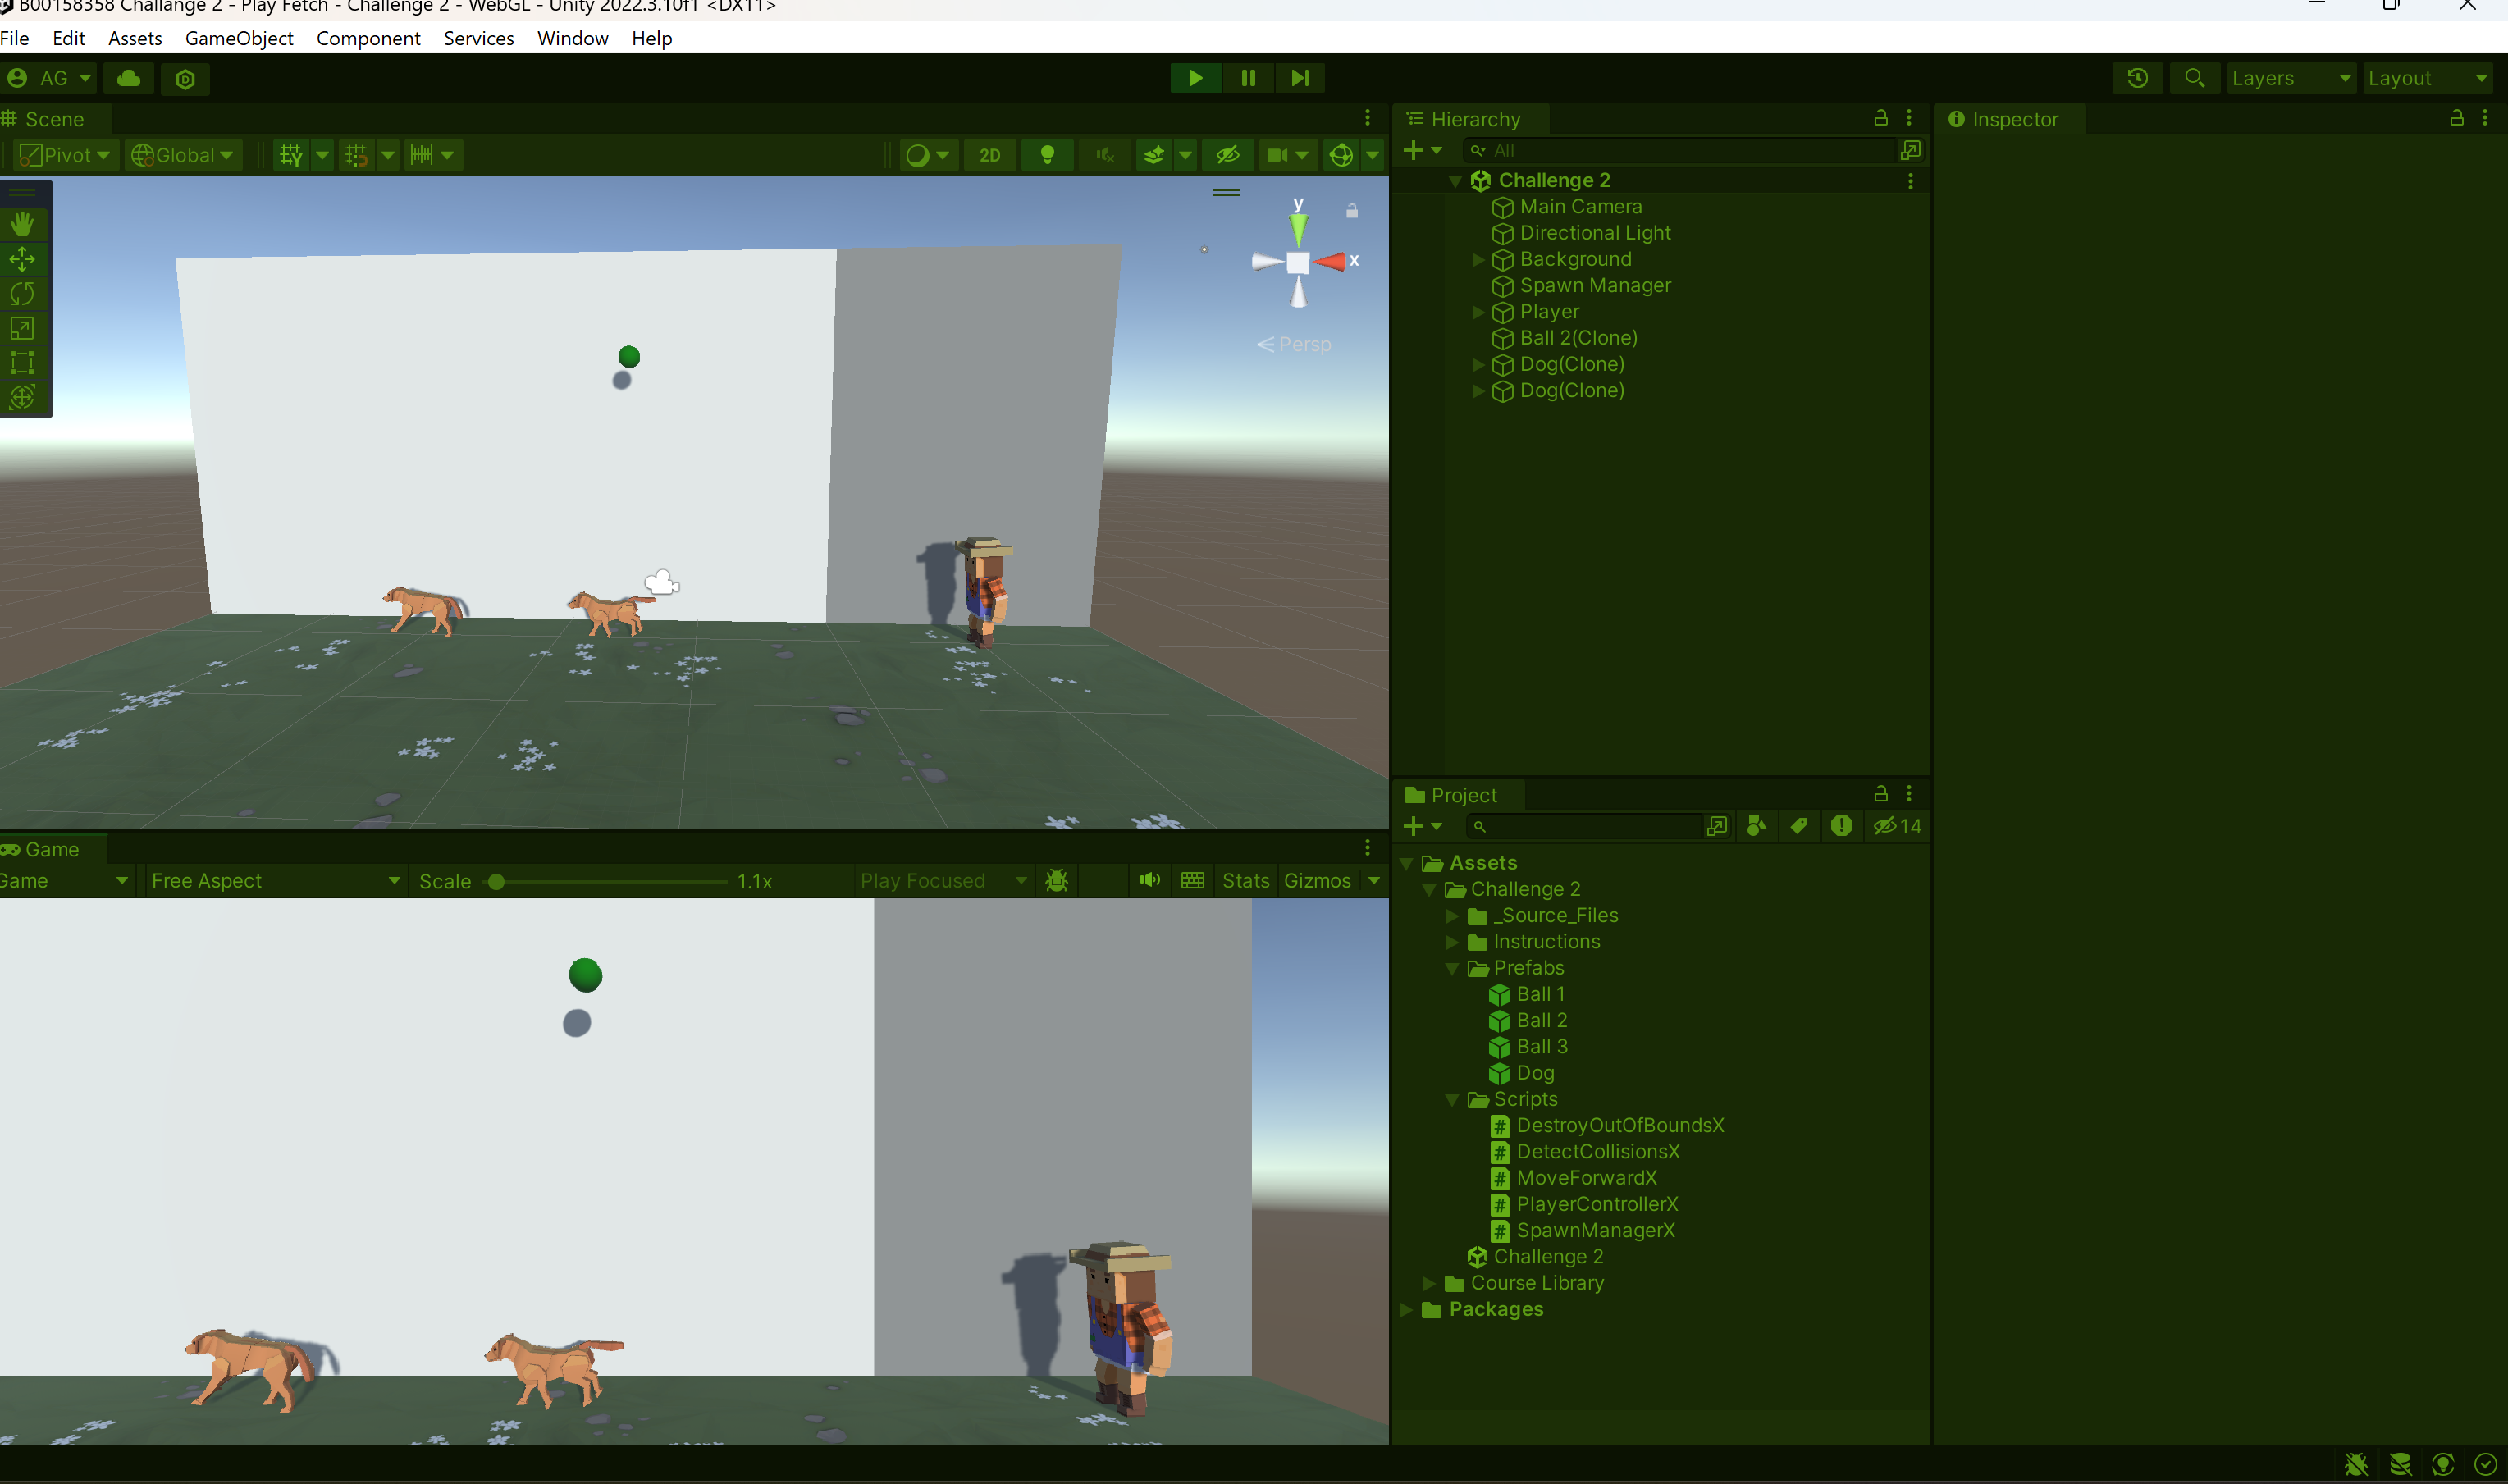 B00158358 Challange 2 - Play Fetch - Challenge 2 - WebGL - Unity 2022.3.10f1 <DX11>
File Edit Assets GameObject Component Services Window Help
AG
Layers
Layout
Scene
Pivot
Global
2D
y
x
Persp
Hierarchy
All
Challenge 2
Main Camera
Directional Light
Background
Spawn Manager
Player
Ball 2(Clone)
Dog(Clone)
Dog(Clone)
Inspector
Game
Game
Free Aspect
Scale
1.1x
Play Focused
Stats
Gizmos
Project
14
Assets
Challenge 2
_Source_Files
Instructions
Prefabs
Ball 1
Ball 2
Ball 3
Dog
Scripts
DestroyOutOfBoundsX
DetectCollisionsX
MoveForwardX
PlayerControllerX
SpawnManagerX
Challenge 2
Course Library
Packages